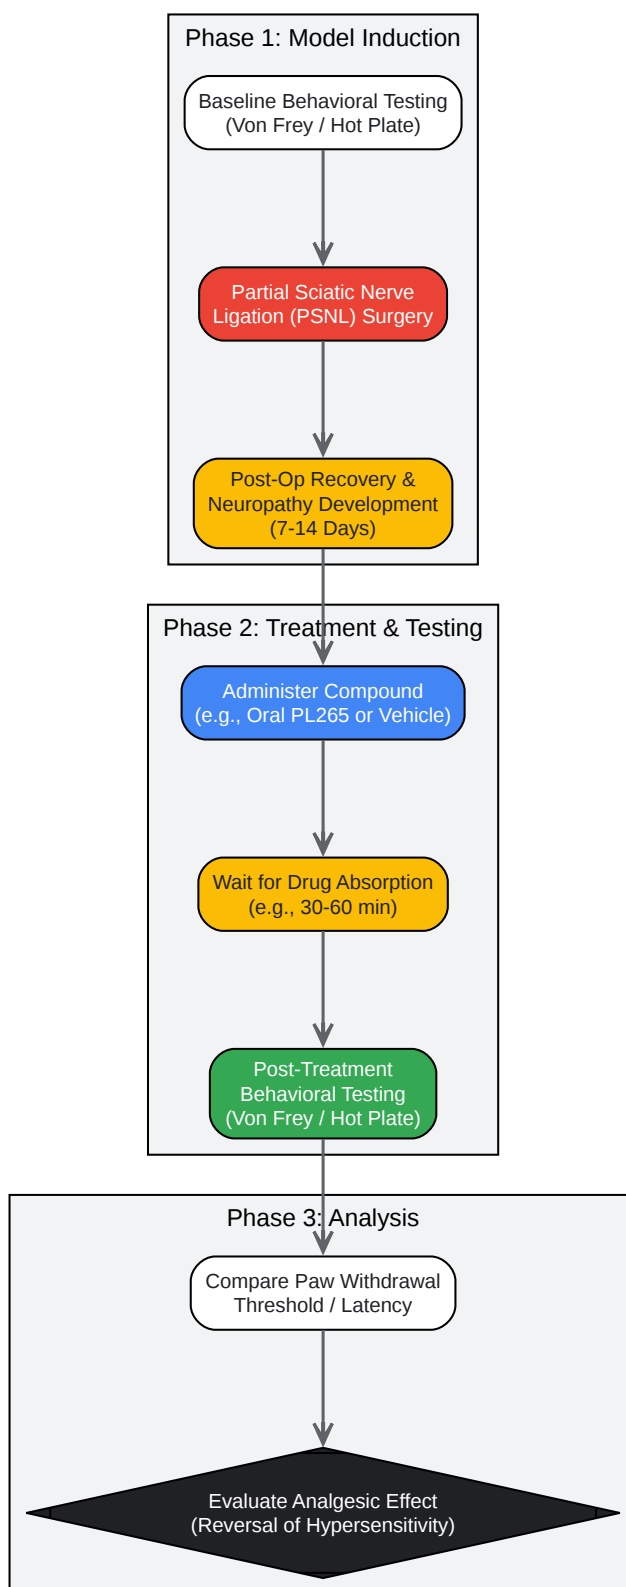 Phase 1: Model Induction
Baseline Behavioral Testing
(Von Frey / Hot Plate)
Partial Sciatic Nerve
Ligation (PSNL) Surgery
Post-Op Recovery &
Neuropathy Development
(7-14 Days)
Phase 2: Treatment & Testing
Administer Compound
(e.g., Oral PL265 or Vehicle)
Wait for Drug Absorption
(e.g., 30-60 min)
Post-Treatment
Behavioral Testing
(Von Frey / Hot Plate)
Phase 3: Analysis
Compare Paw Withdrawal
Threshold / Latency
Evaluate Analgesic Effect
(Reversal of Hypersensitivity)